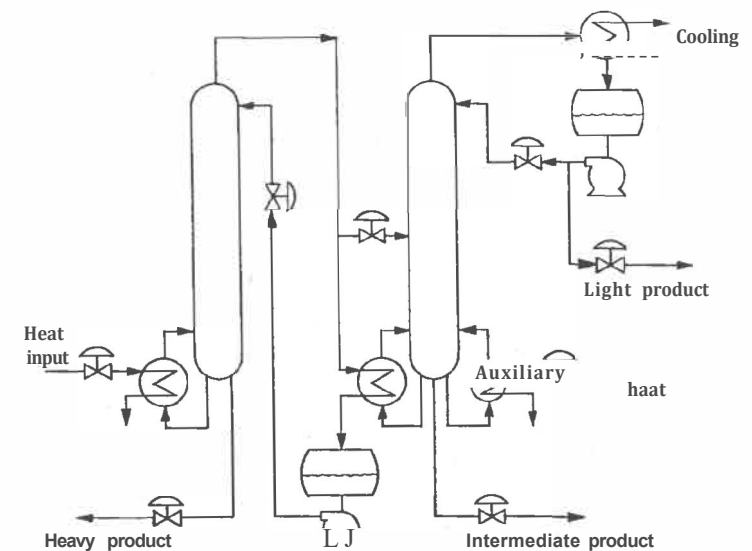 Cooling
Light product
Heat
input
Auxiliary
haat
L J
Heavy product
Intermediate product